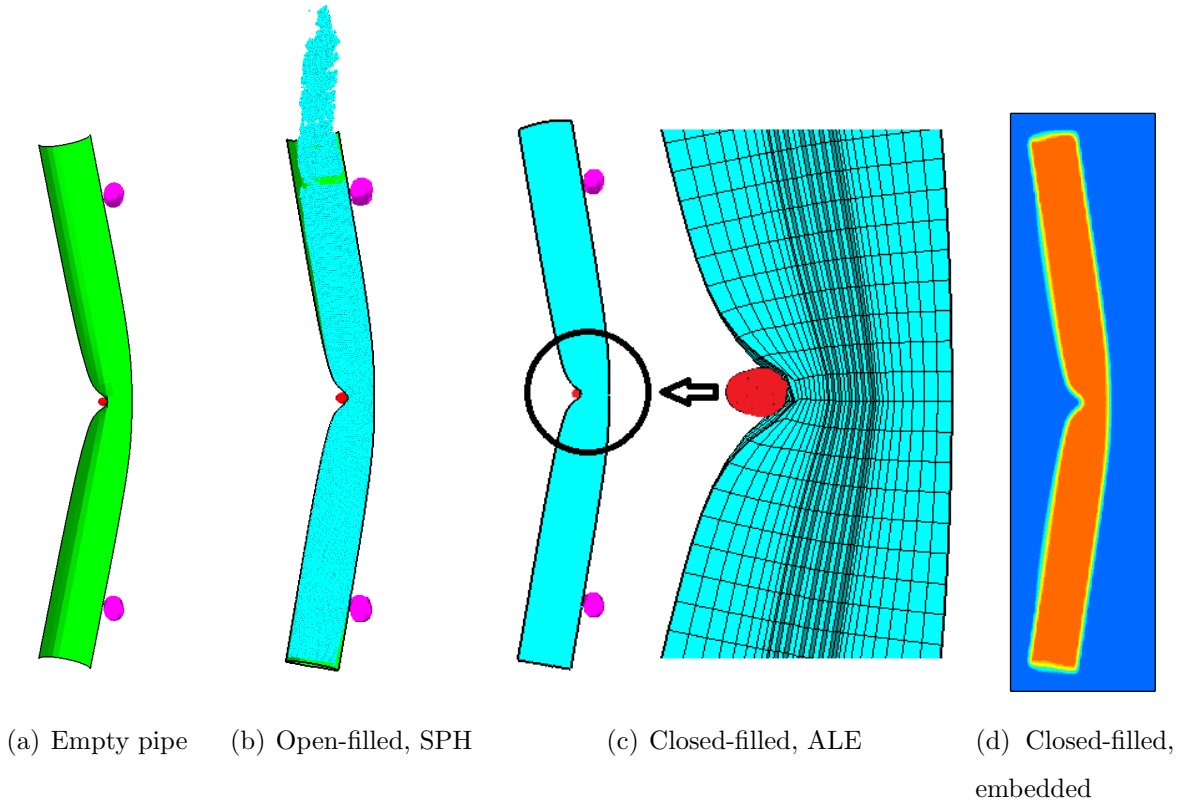 (a) Empty pipe
(b) Open-filled, SPH
(c) Closed-filled, ALE
(d) Closed-filled,
embedded